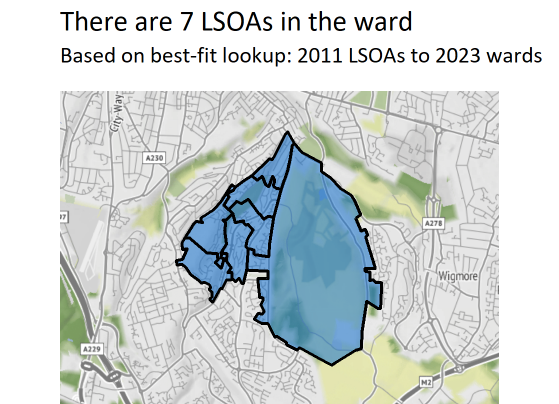 There are 7 LSOAs in the ward
Based on best-fit lookup: 2011 LSOAs to 2023 wards
City Way
A230
A278
Wigmore
A229
M2